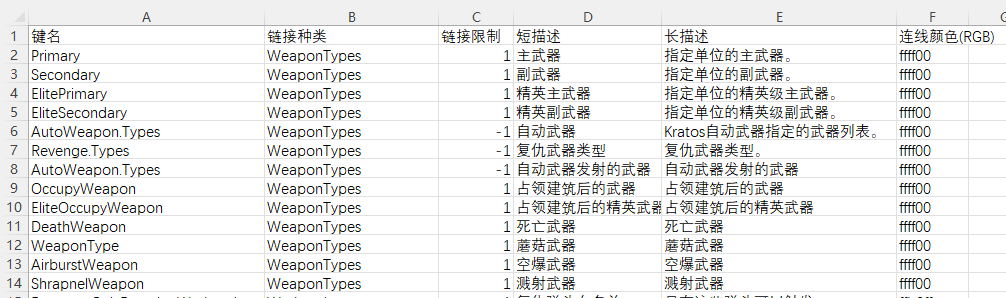 A B C D E F G
1 键名 链接种类 链接限制 短描述 长描述 连线颜色(RGB)
2 Primary WeaponTypes 1 主武器 指定单位的主武器。 ffff00
3 Secondary WeaponTypes 1 副武器 指定单位的副武器。 ffff00
4 ElitePrimary WeaponTypes 1 精英主武器 指定单位的精英级主武器。 ffff00
5 EliteSecondary WeaponTypes 1 精英副武器 指定单位的精英级副武器。 ffff00
6 AutoWeapon.Types WeaponTypes -1 自动武器 Kratos自动武器指定的武器列表。 ffff00
7 Revenge.Types WeaponTypes -1 复仇武器类型 复仇武器类型。 ffff00
8 AutoWeapon.Types WeaponTypes -1 自动武器发射的武器 自动武器发射的武器 ffff00
9 OccupyWeapon WeaponTypes 1 占领建筑后的武器 占领建筑后的武器 ffff00
10 EliteOccupyWeapon WeaponTypes 1 占领建筑后的精英武器 占领建筑后的精英武器 ffff00
11 DeathWeapon WeaponTypes 1 死亡武器 死亡武器 ffff00
12 WeaponType WeaponTypes 1 蘑菇武器 蘑菇武器 ffff00
13 AirburstWeapon WeaponTypes 1 空爆武器 空爆武器 ffff00
14 ShrapnelWeapon WeaponTypes 1 溅射武器 溅射武器 ffff00